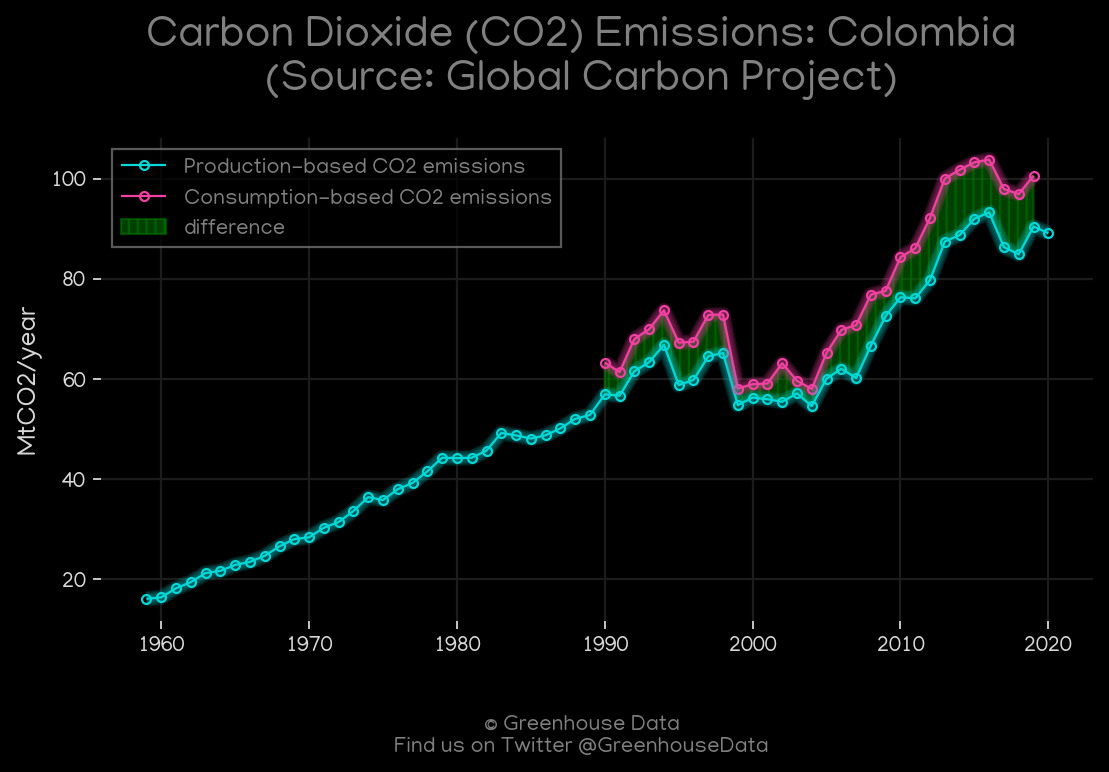 Carbon Dioxide (CO2) Emissions: Colombia
(Source: Global Carbon Project)
Production-based CO2 emissions
Consumption-based CO2 emissions
difference
MtCO2/year
100
80
60
40
20
1960 1970 1980 1990 2000 2010 2020
© Greenhouse Data
Find us on Twitter @GreenhouseData